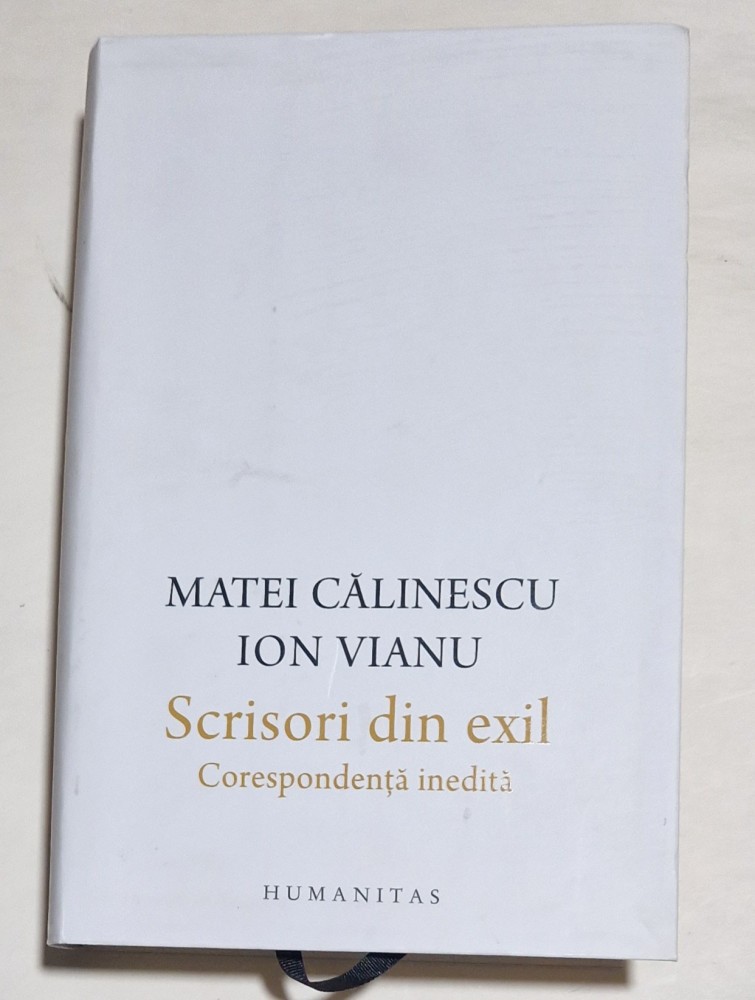 MATEI CĂLINESCU
ION VIANU
Scrisori din exil
Corespondență inedită
HUMANITAS